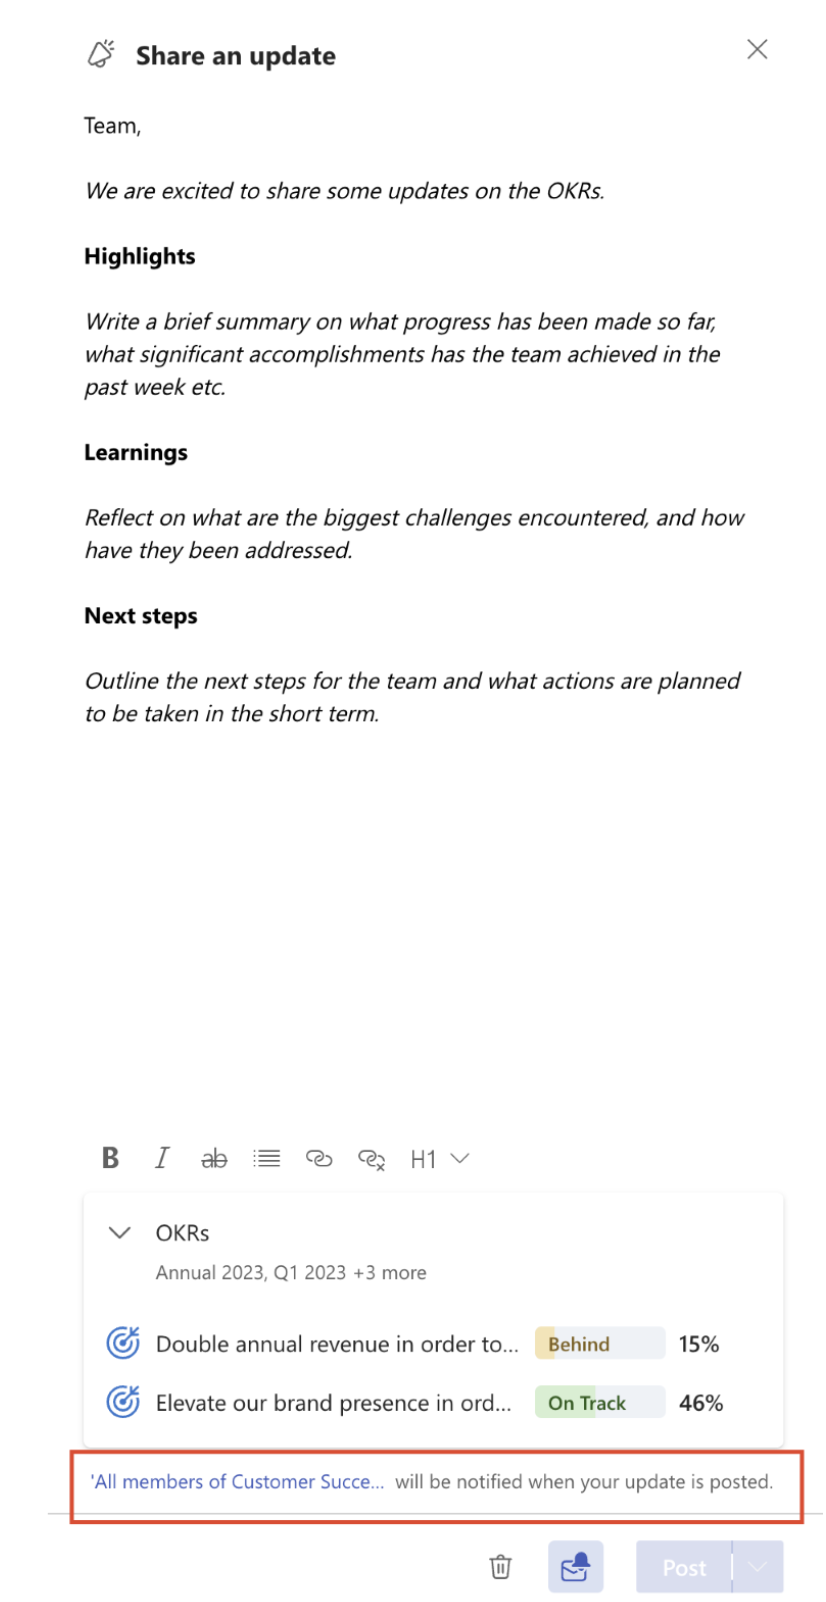 Share an update
Team,
We are excited to share some updates on the OKRs.
Highlights
Write a brief summary on what progress has been made so far,
what significant accomplishments has the team achieved in the
past week etc.
Learnings
Reflect on what are the biggest challenges encountered, and how
have they been addressed.
Next steps
Outline the next steps for the team and what actions are planned
to be taken in the short term.
B I ab H1
OKRs
Annual 2023, Q1 2023 +3 more
Double annual revenue in order to... Behind 15%
Elevate our brand presence in ord... On Track 46%
'All members of Customer Succe... will be notified when your update is posted.
Post